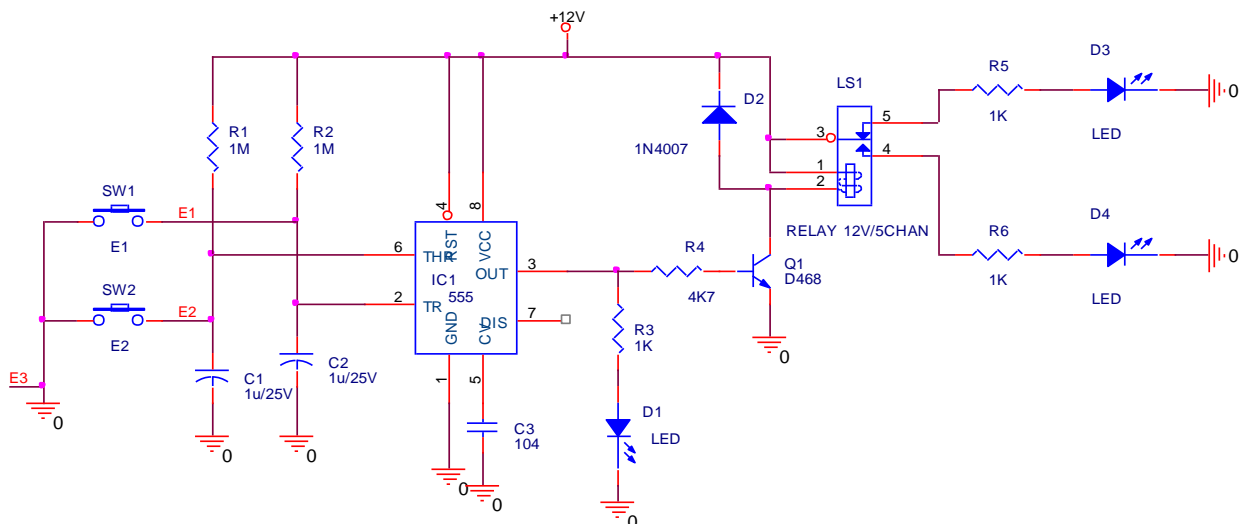 +12V
D3
R5
LS1
0
1K
LED
5
D2
R1
1M
R2
1M
3
1N4007
4
1
2
SW1
E1
E1
4
8
RST
VCC
D4
RELAY 12V/5CHAN
R6
0
1K
LED
6
THR
IC1
555
OUT
3
R4
4K7
Q1
D468
SW2
E2
E2
2
TR
GND
CV
DIS
7
R3
1K
0
E3
0
C1
1u/25V
C2
1u/25V
1
5
D1
LED
C3
104
0
0
0
0
0